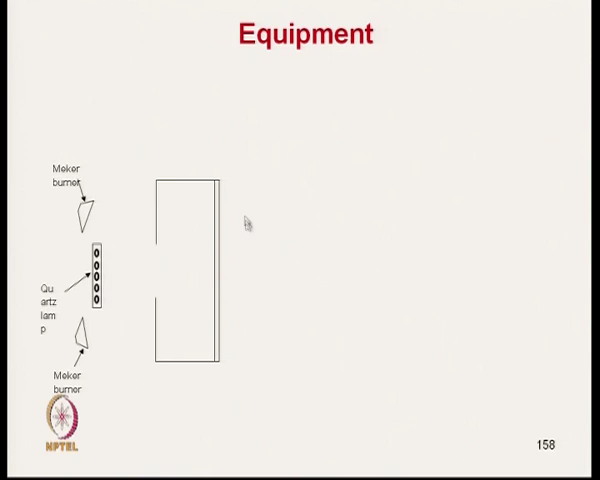 Equipment
Meker
burner
Qu
artz
lam
p
Meker
burner
NPTEL
158